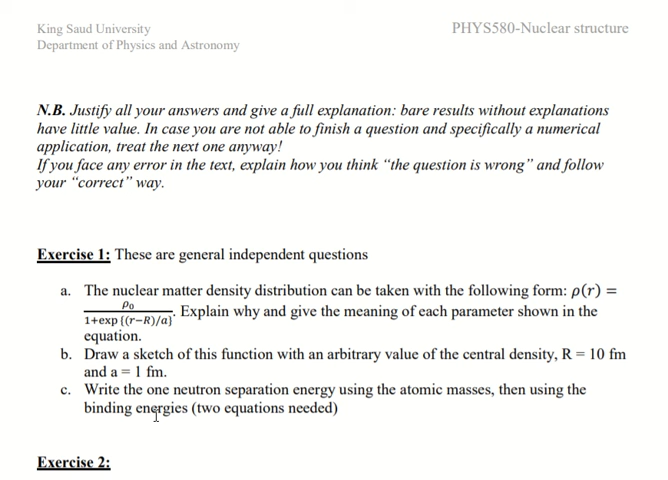 King Saud University
PHYS580-Nuclear structure
Department of Physics and Astronomy
N.B. Justify all your answers and give a full explanation: bare results without explanations
have little value. In case you are not able to finish a question and specifically a numerical
application, treat the next one anyway!
If you face any error in the text, explain how you think “the question is wrong” and follow
your “correct” way.
Exercise 1: These are general independent questions
a. The nuclear matter density distribution can be taken with the following form: ρ(r) =
ρ₀
1+exp{(r−R)/a}. Explain why and give the meaning of each parameter shown in the
equation.
b. Draw a sketch of this function with an arbitrary value of the central density, R = 10 fm
and a = 1 fm.
c. Write the one neutron separation energy using the atomic masses, then using the
binding energies (two equations needed)
Exercise 2: